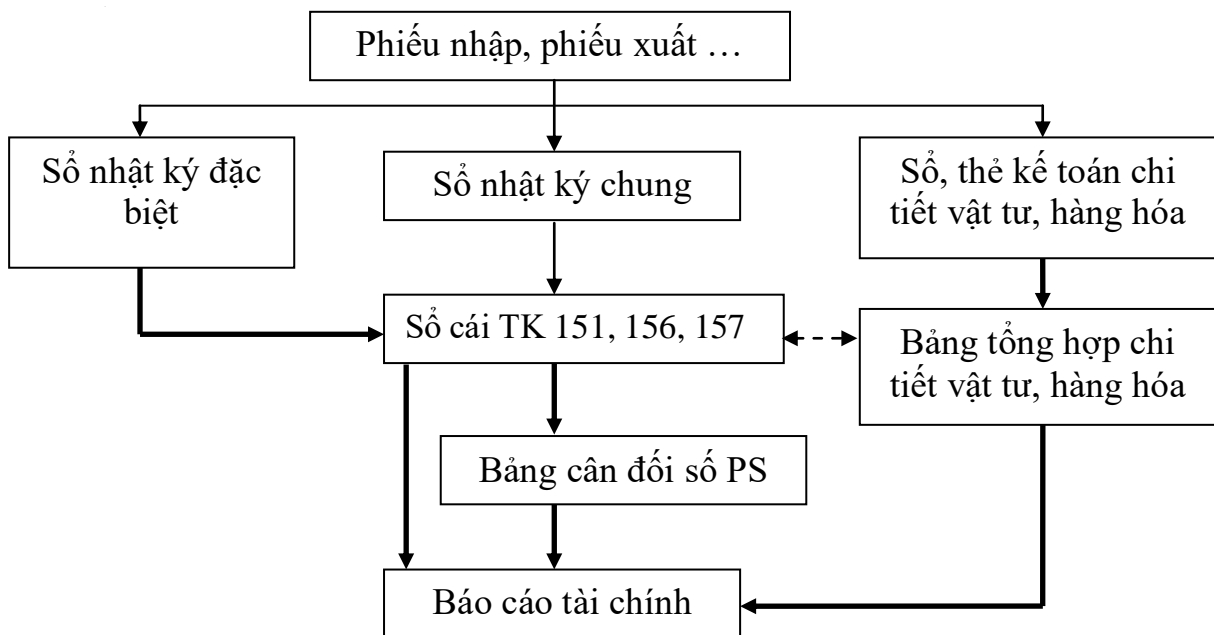 Phiếu nhập, phiếu xuất …
Sổ nhật ký đặc
biệt
Sổ nhật ký chung
Sổ, thẻ kế toán chi
tiết vật tư, hàng hóa
Sổ cái TK 151, 156, 157
Bảng tổng hợp chi
tiết vật tư, hàng hóa
Bảng cân đối số PS
Báo cáo tài chính